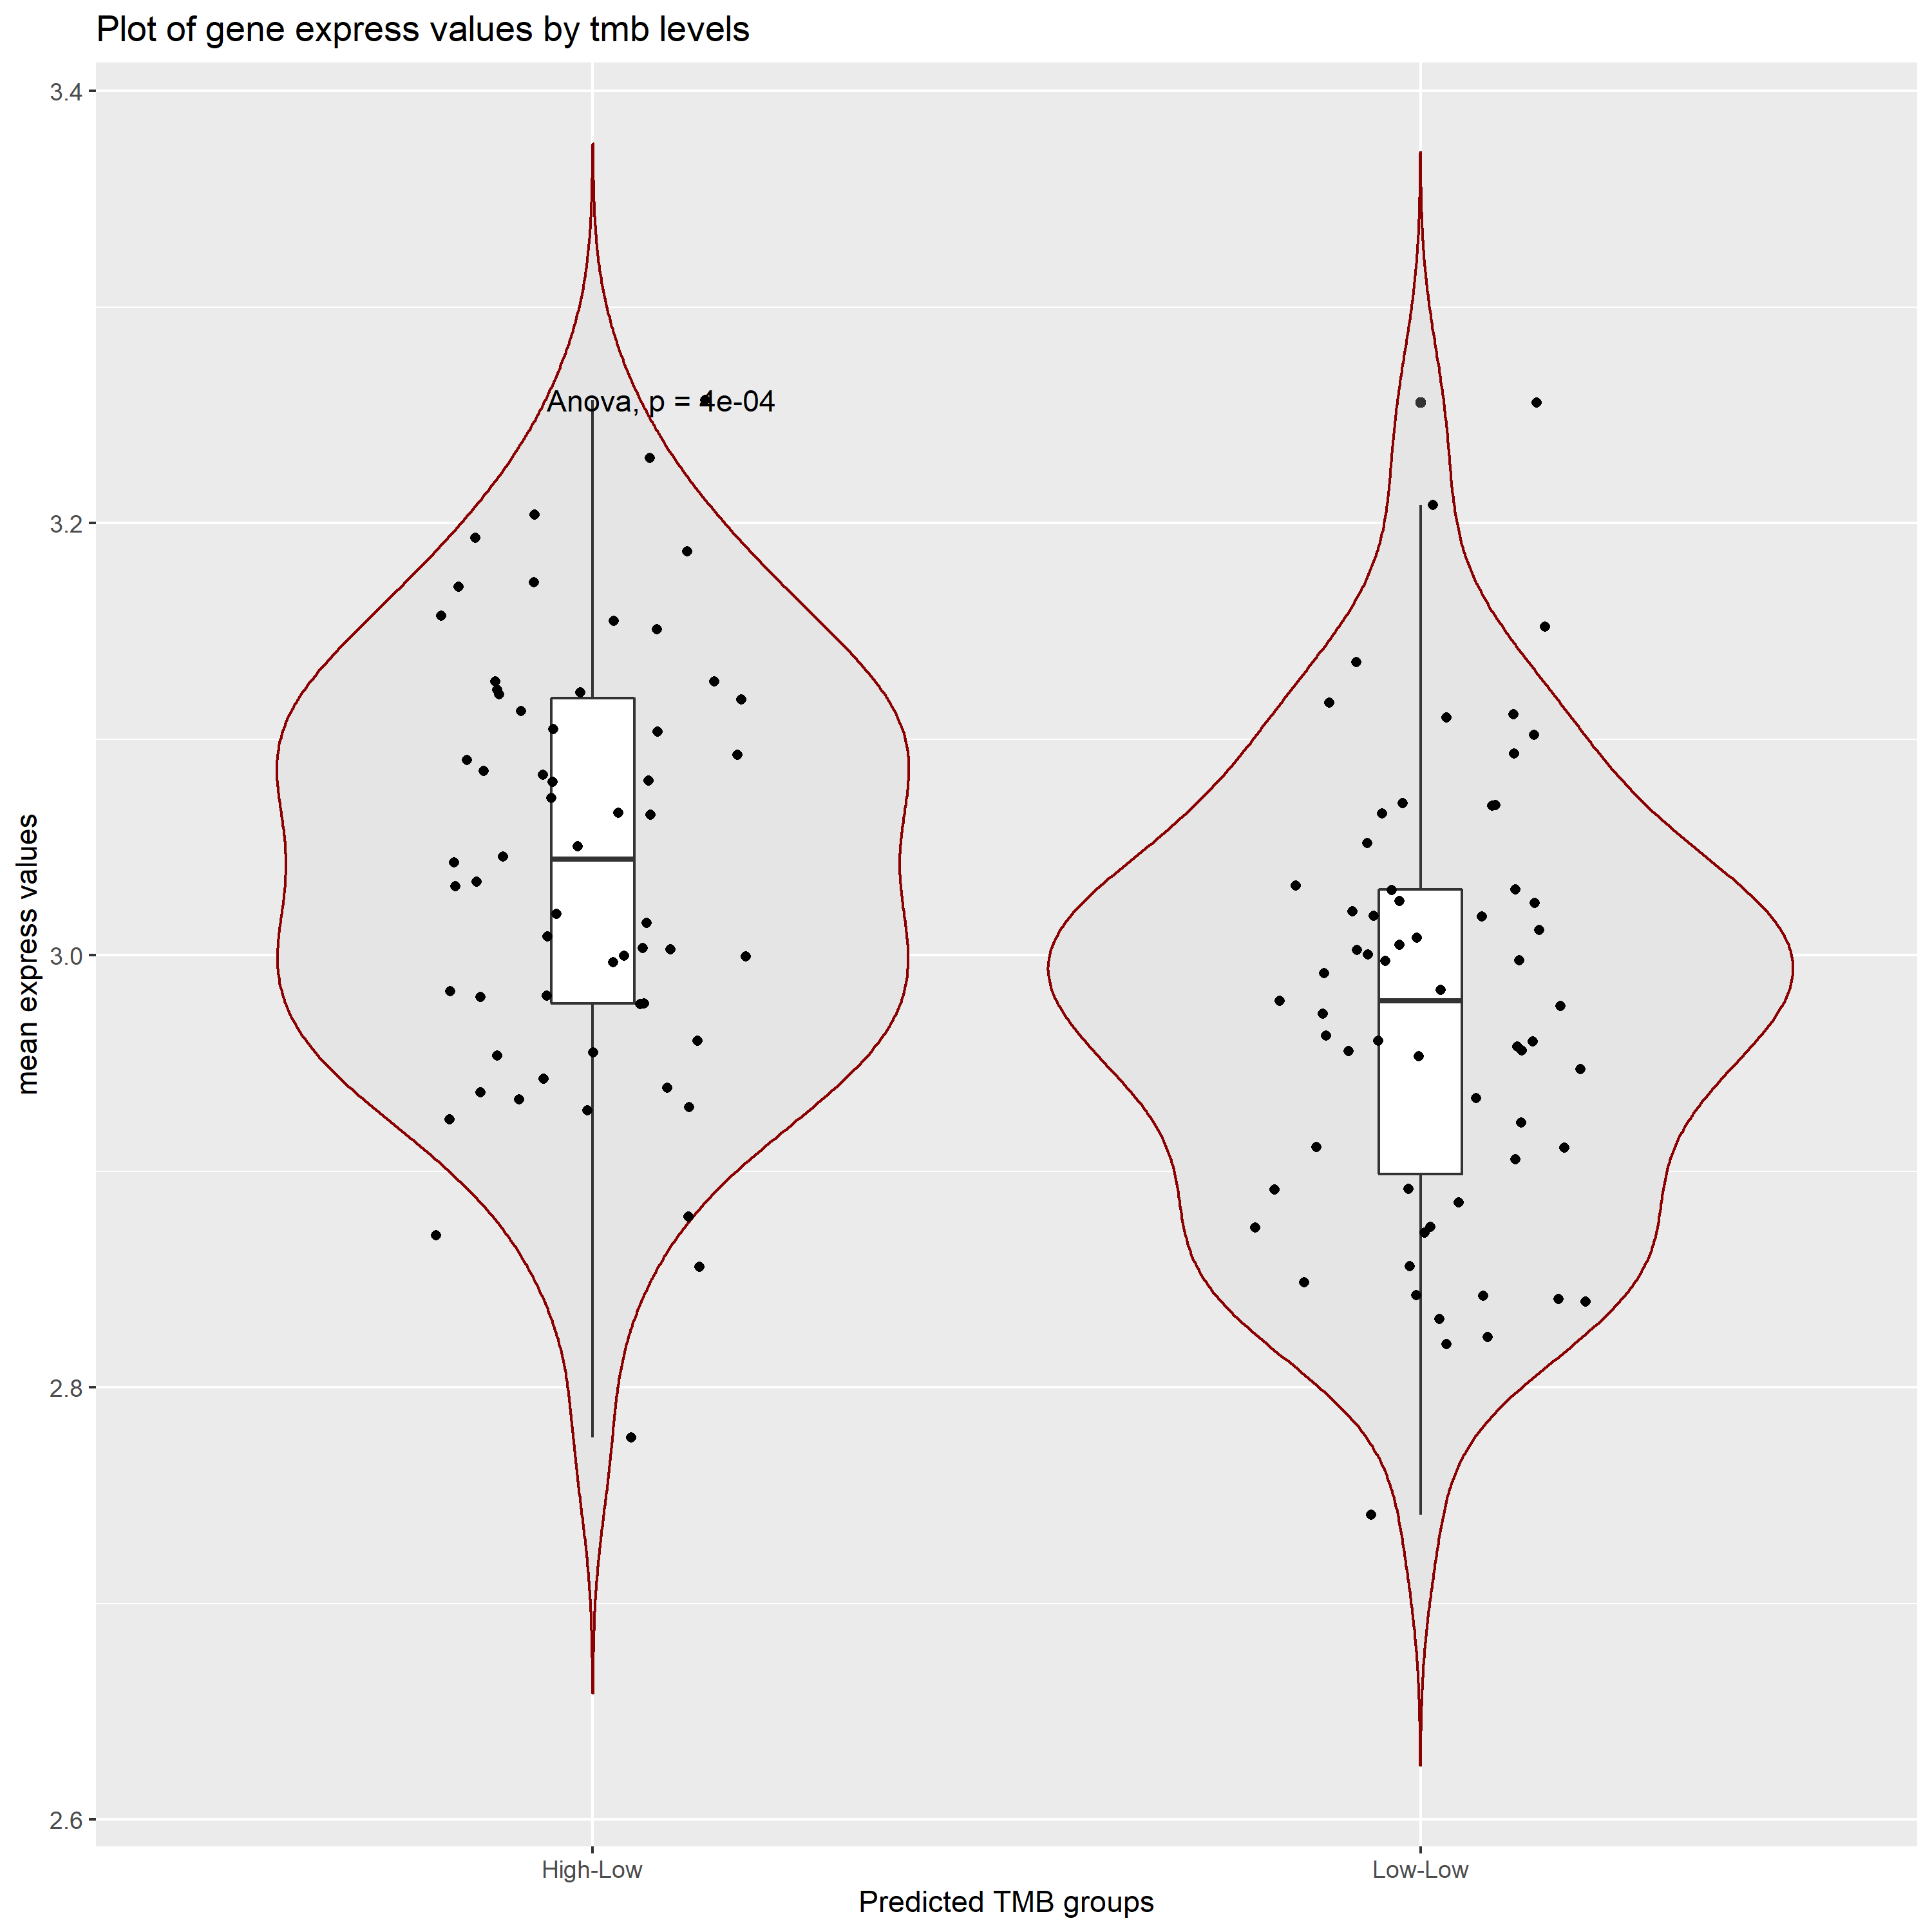 Plot of gene express values by tmb levels
3.4
Anova, p = 4e-04
3.2
mean express values
3.0
2.8
2.6
High-Low
Low-Low
Predicted TMB groups